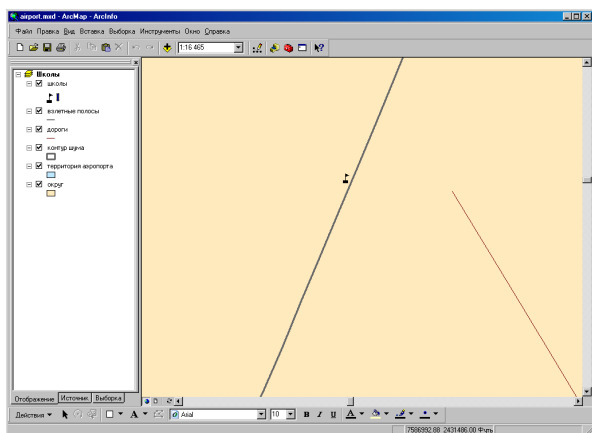 airport.mxd - ArcMap - ArcInfo
Файл Правка Вид Вставка Выборка Инструменты Окно Справка
1:16 465
Школы
школы
взлетные полосы
дороги
контур шума
территория аэропорта
округ
Отображение Источник Выборка
Действия A Arial 10 B I U A
7586992.88 2431486.00 Футы